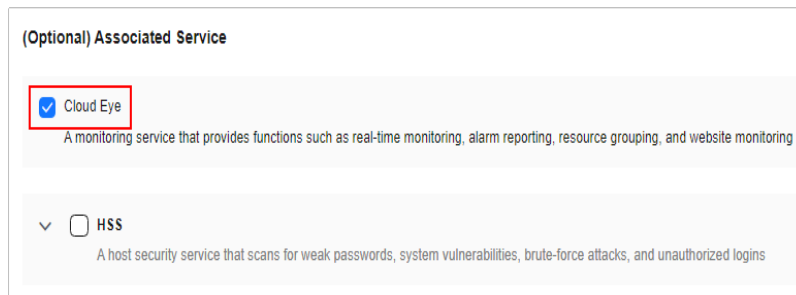 (Optional) Associated Service
Cloud Eye
A monitoring service that provides functions such as real-time monitoring, alarm reporting, resource grouping, and website monitoring
HSS
A host security service that scans for weak passwords, system vulnerabilities, brute-force attacks, and unauthorized logins